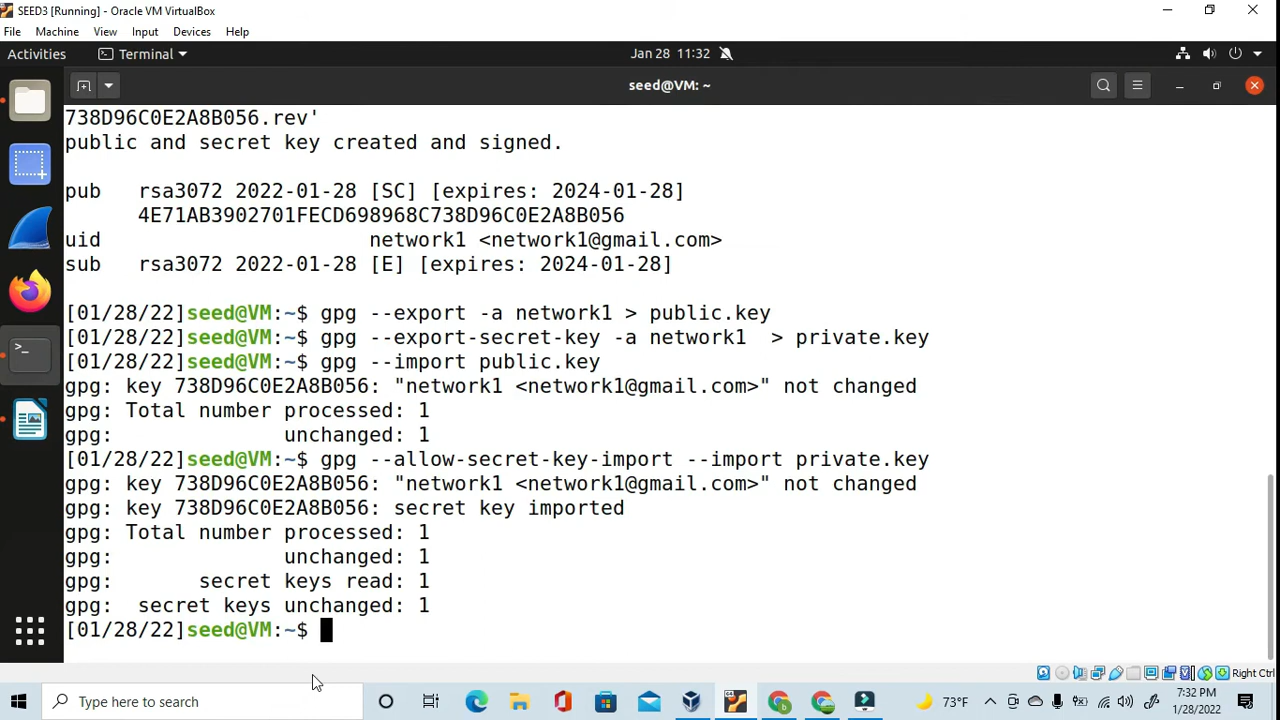 SEED3 [Running] - Oracle VM VirtualBox
File Machine View Input Devices Help
Activities Terminal Jan 28 11:32
seed@VM: ~
738D96C0E2A8B056.rev'
public and secret key created and signed.
pub   rsa3072 2022-01-28 [SC] [expires: 2024-01-28]
      4E71AB3902701FECD698968C738D96C0E2A8B056
uid                      network1 <network1@gmail.com>
sub   rsa3072 2022-01-28 [E] [expires: 2024-01-28]
[01/28/22]seed@VM:~$ gpg --export -a network1 > public.key
[01/28/22]seed@VM:~$ gpg --export-secret-key -a network1  > private.key
[01/28/22]seed@VM:~$ gpg --import public.key
gpg: key 738D96C0E2A8B056: "network1 <network1@gmail.com>" not changed
gpg: Total number processed: 1
gpg:              unchanged: 1
[01/28/22]seed@VM:~$ gpg --allow-secret-key-import --import private.key
gpg: key 738D96C0E2A8B056: "network1 <network1@gmail.com>" not changed
gpg: key 738D96C0E2A8B056: secret key imported
gpg: Total number processed: 1
gpg:              unchanged: 1
gpg:       secret keys read: 1
gpg:  secret keys unchanged: 1
[01/28/22]seed@VM:~$
Right Ctrl
Type here to search
73°F
7:32 PM
1/28/2022